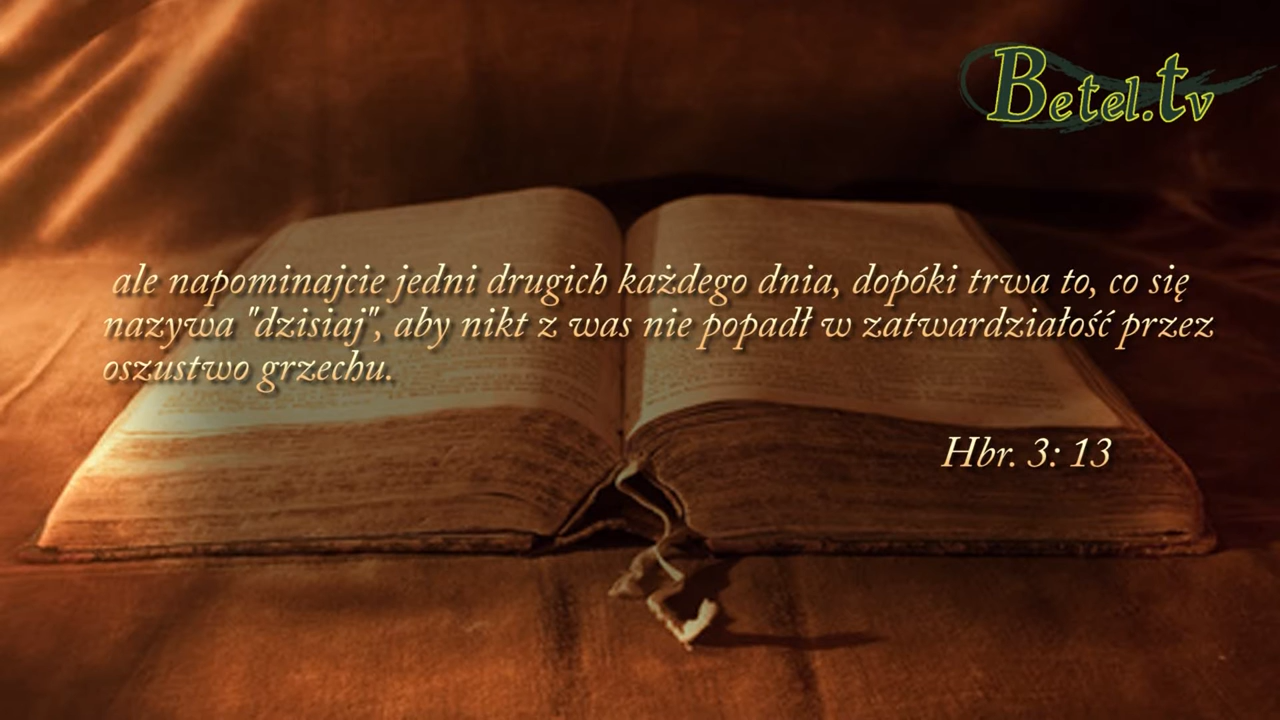 Betel.tv
ale napominajcie jedni drugich każdego dnia, dopóki trwa to, co się
nazywa "dzisiaj", aby nikt z was nie popadł w zatwardziałość przez
oszustwo grzechu.
Hbr. 3: 13